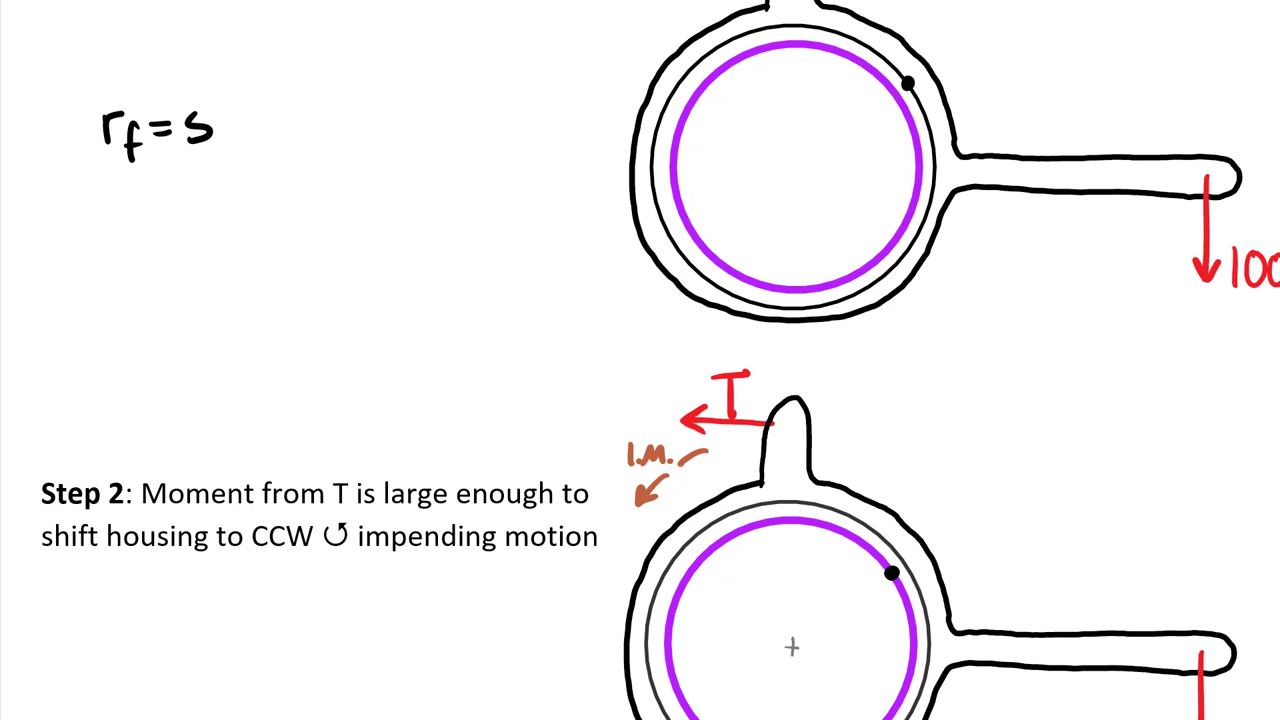 r_f = s
100
T
I.M.
Step 2: Moment from T is large enough to
shift housing to CCW ↺ impending motion